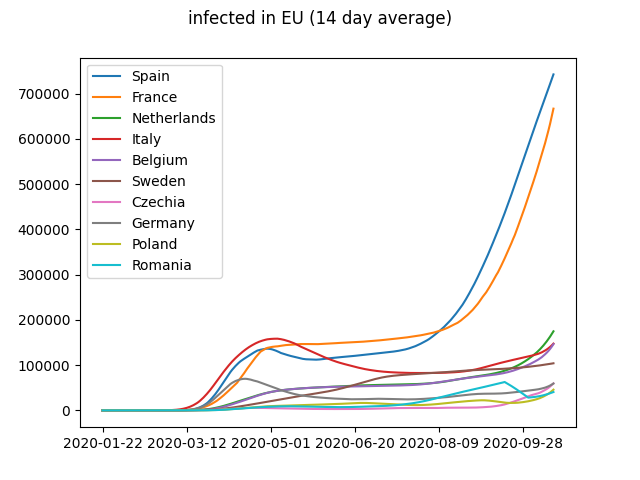 infected in EU (14 day average)
Spain
France
Netherlands
Italy
Belgium
Sweden
Czechia
Germany
Poland
Romania
700000
600000
500000
400000
300000
200000
100000
0
2020-01-22 2020-03-12 2020-05-01 2020-06-20 2020-08-09 2020-09-28